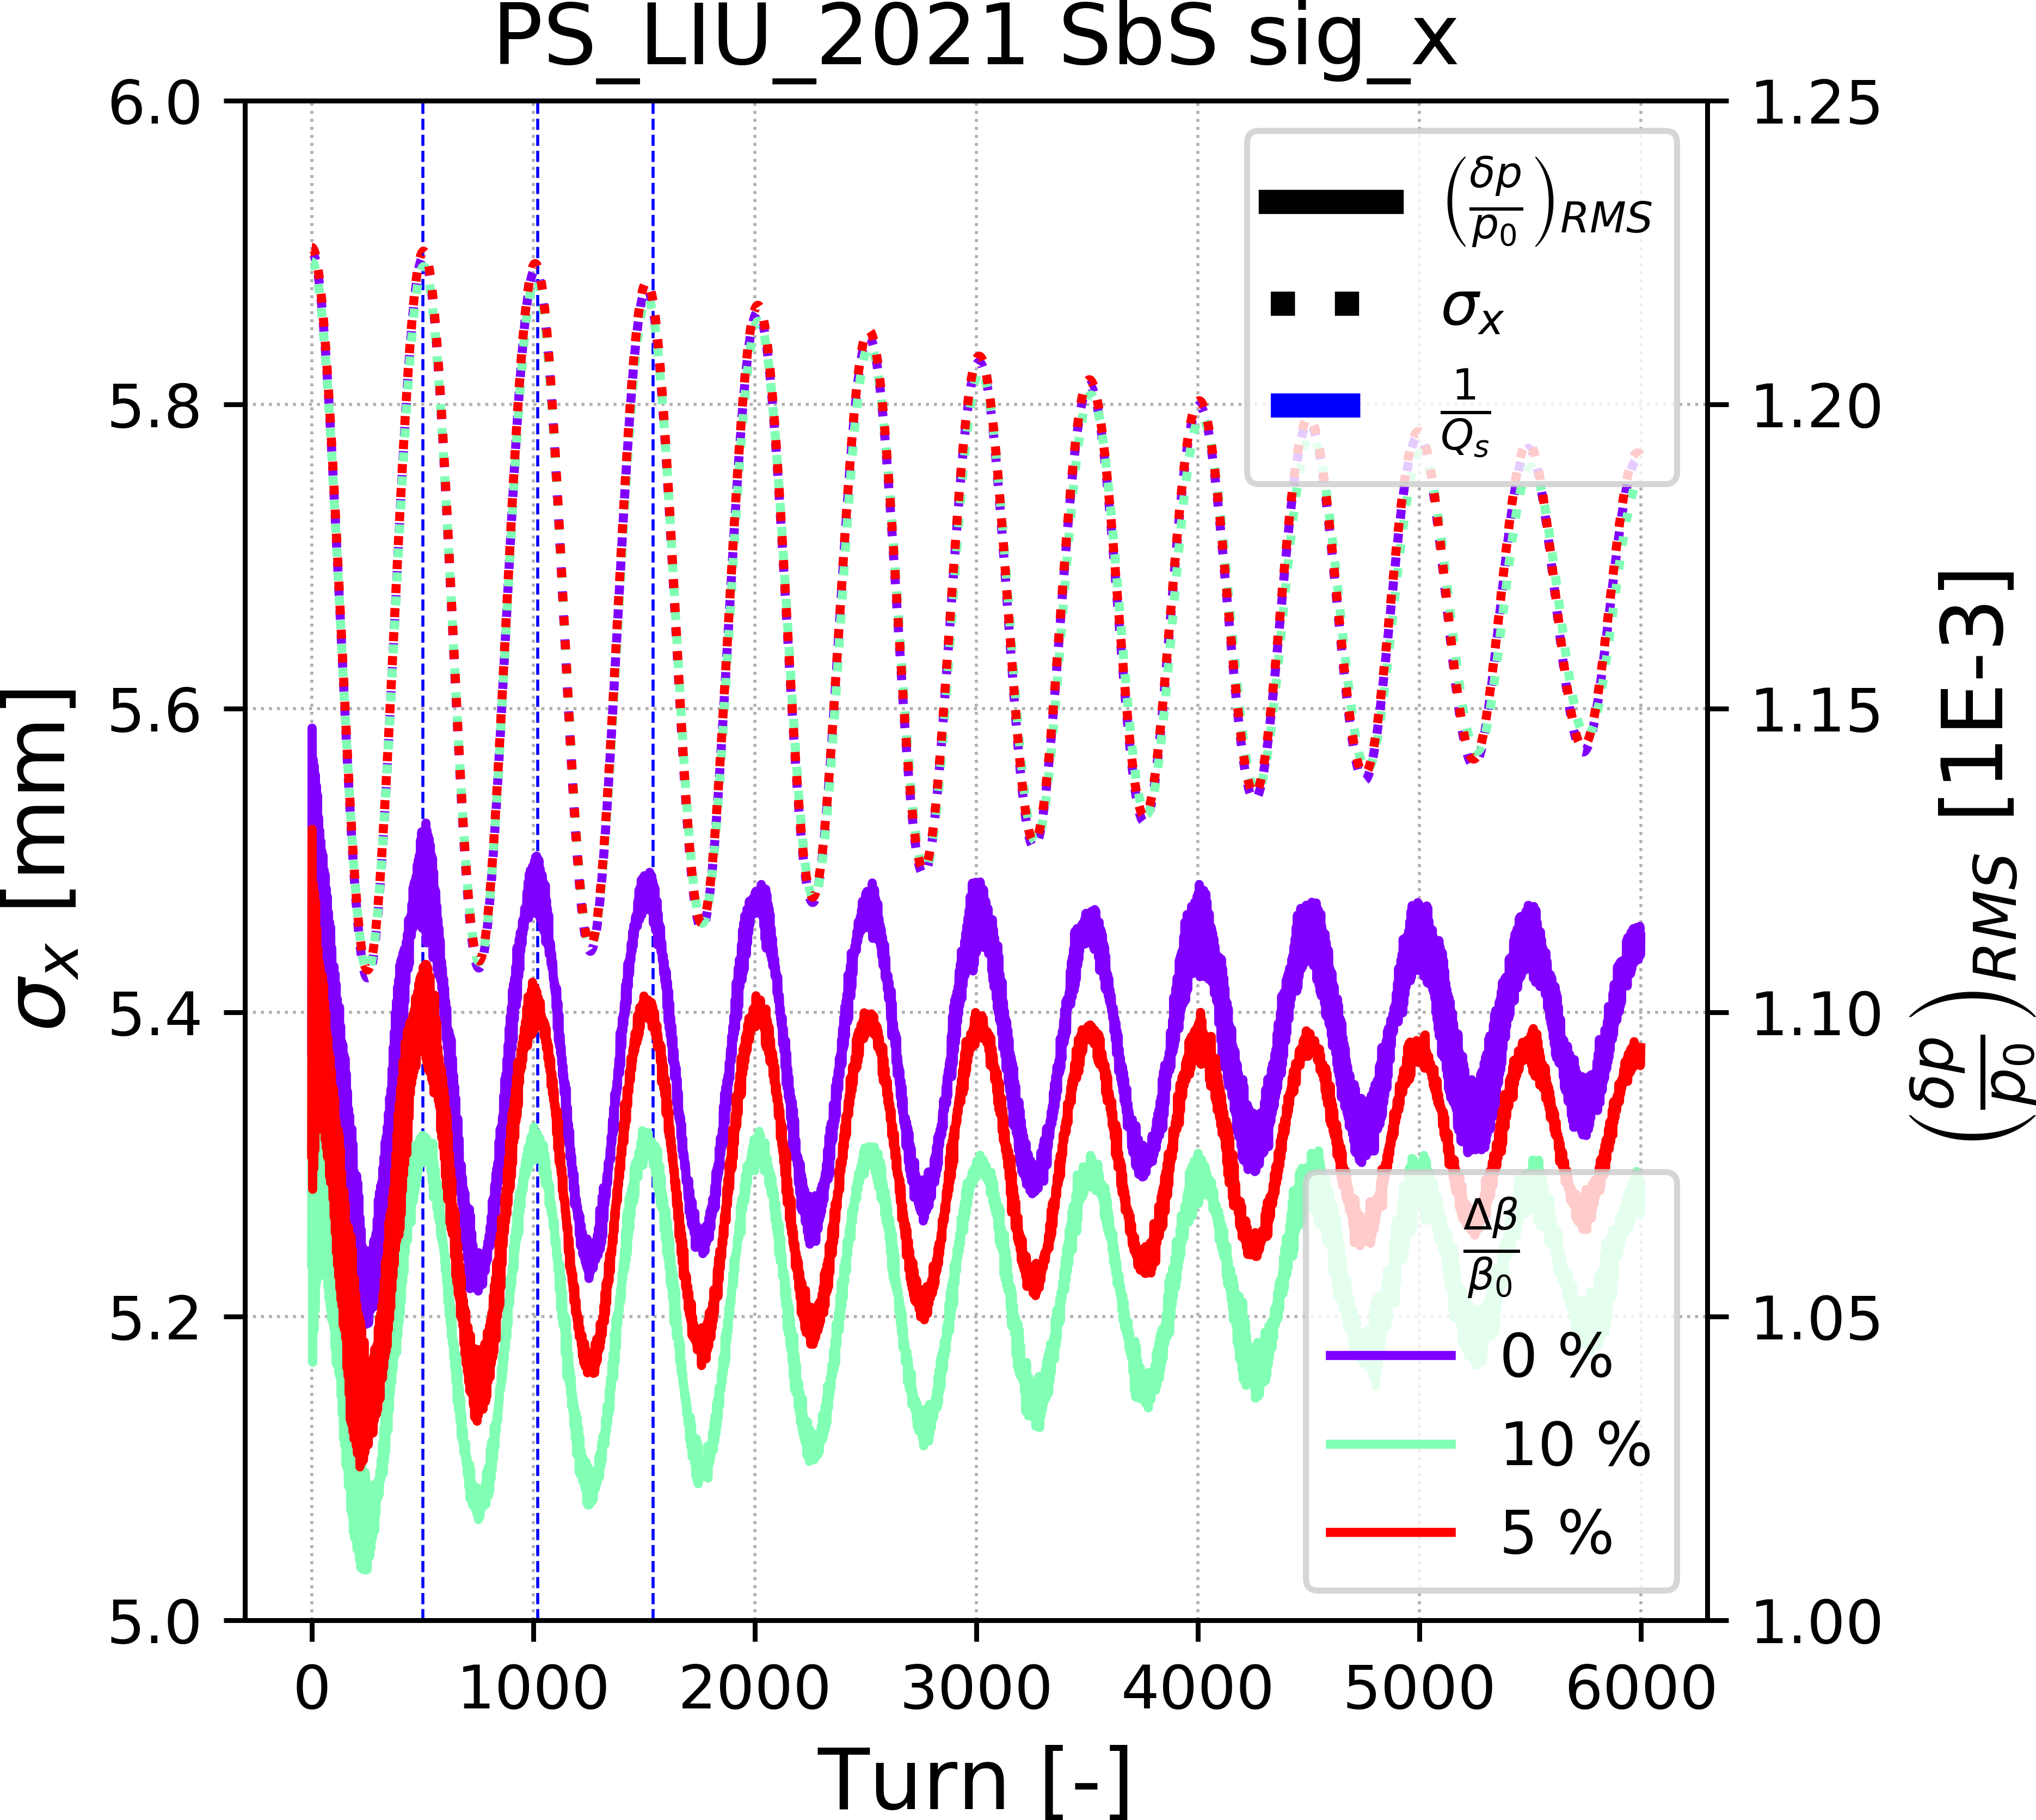 PS_LIU_2021 SbS sig_x
6.0
5.8
5.6
5.4
5.2
5.0
σx [mm]
1.25
1.20
1.15
1.10
1.05
1.00
(δp/p0)RMS [1E-3]
(δp/p0)RMS
σx
1/Qs
Δβ/β0
0 %
10 %
5 %
0 1000 2000 3000 4000 5000 6000
Turn [-]